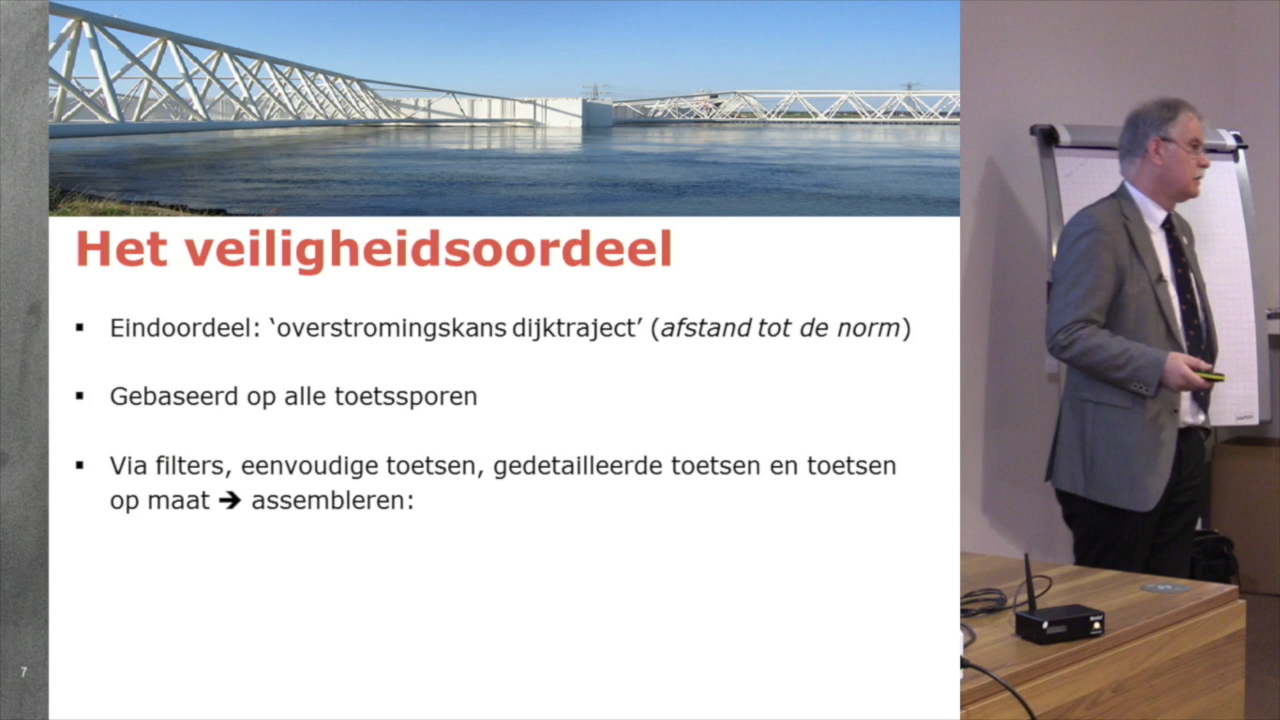 Het veiligheidsoordeel
▪ Eindoordeel: ‘overstromingskans dijktraject’ (afstand tot de norm)
▪ Gebaseerd op alle toetssporen
▪ Via filters, eenvoudige toetsen, gedetailleerde toetsen en toetsen
op maat ➔ assembleren:
7